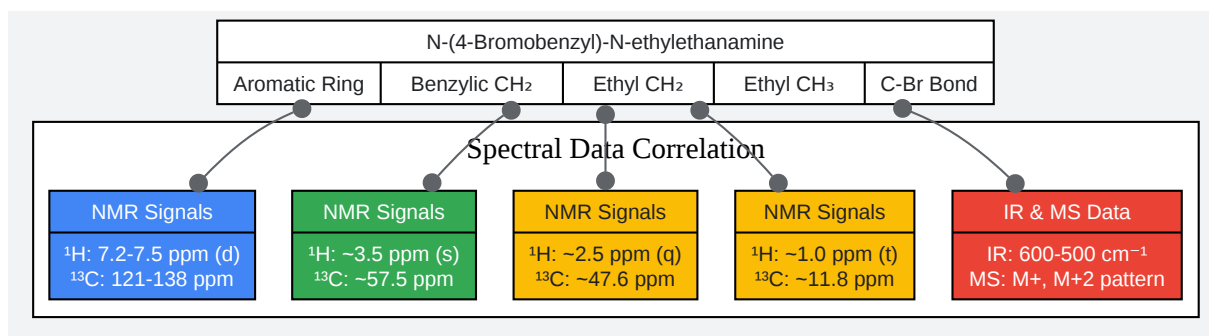 N-(4-Bromobenzyl)-N-ethylethanamine
Aromatic Ring
Benzylic CH₂
Ethyl CH₂
Ethyl CH₃
C-Br Bond
Spectral Data Correlation
NMR Signals
¹H: 7.2-7.5 ppm (d)
¹³C: 121-138 ppm
NMR Signals
¹H: ~3.5 ppm (s)
¹³C: ~57.5 ppm
NMR Signals
¹H: ~2.5 ppm (q)
¹³C: ~47.6 ppm
NMR Signals
¹H: ~1.0 ppm (t)
¹³C: ~11.8 ppm
IR & MS Data
IR: 600-500 cm⁻¹
MS: M+, M+2 pattern